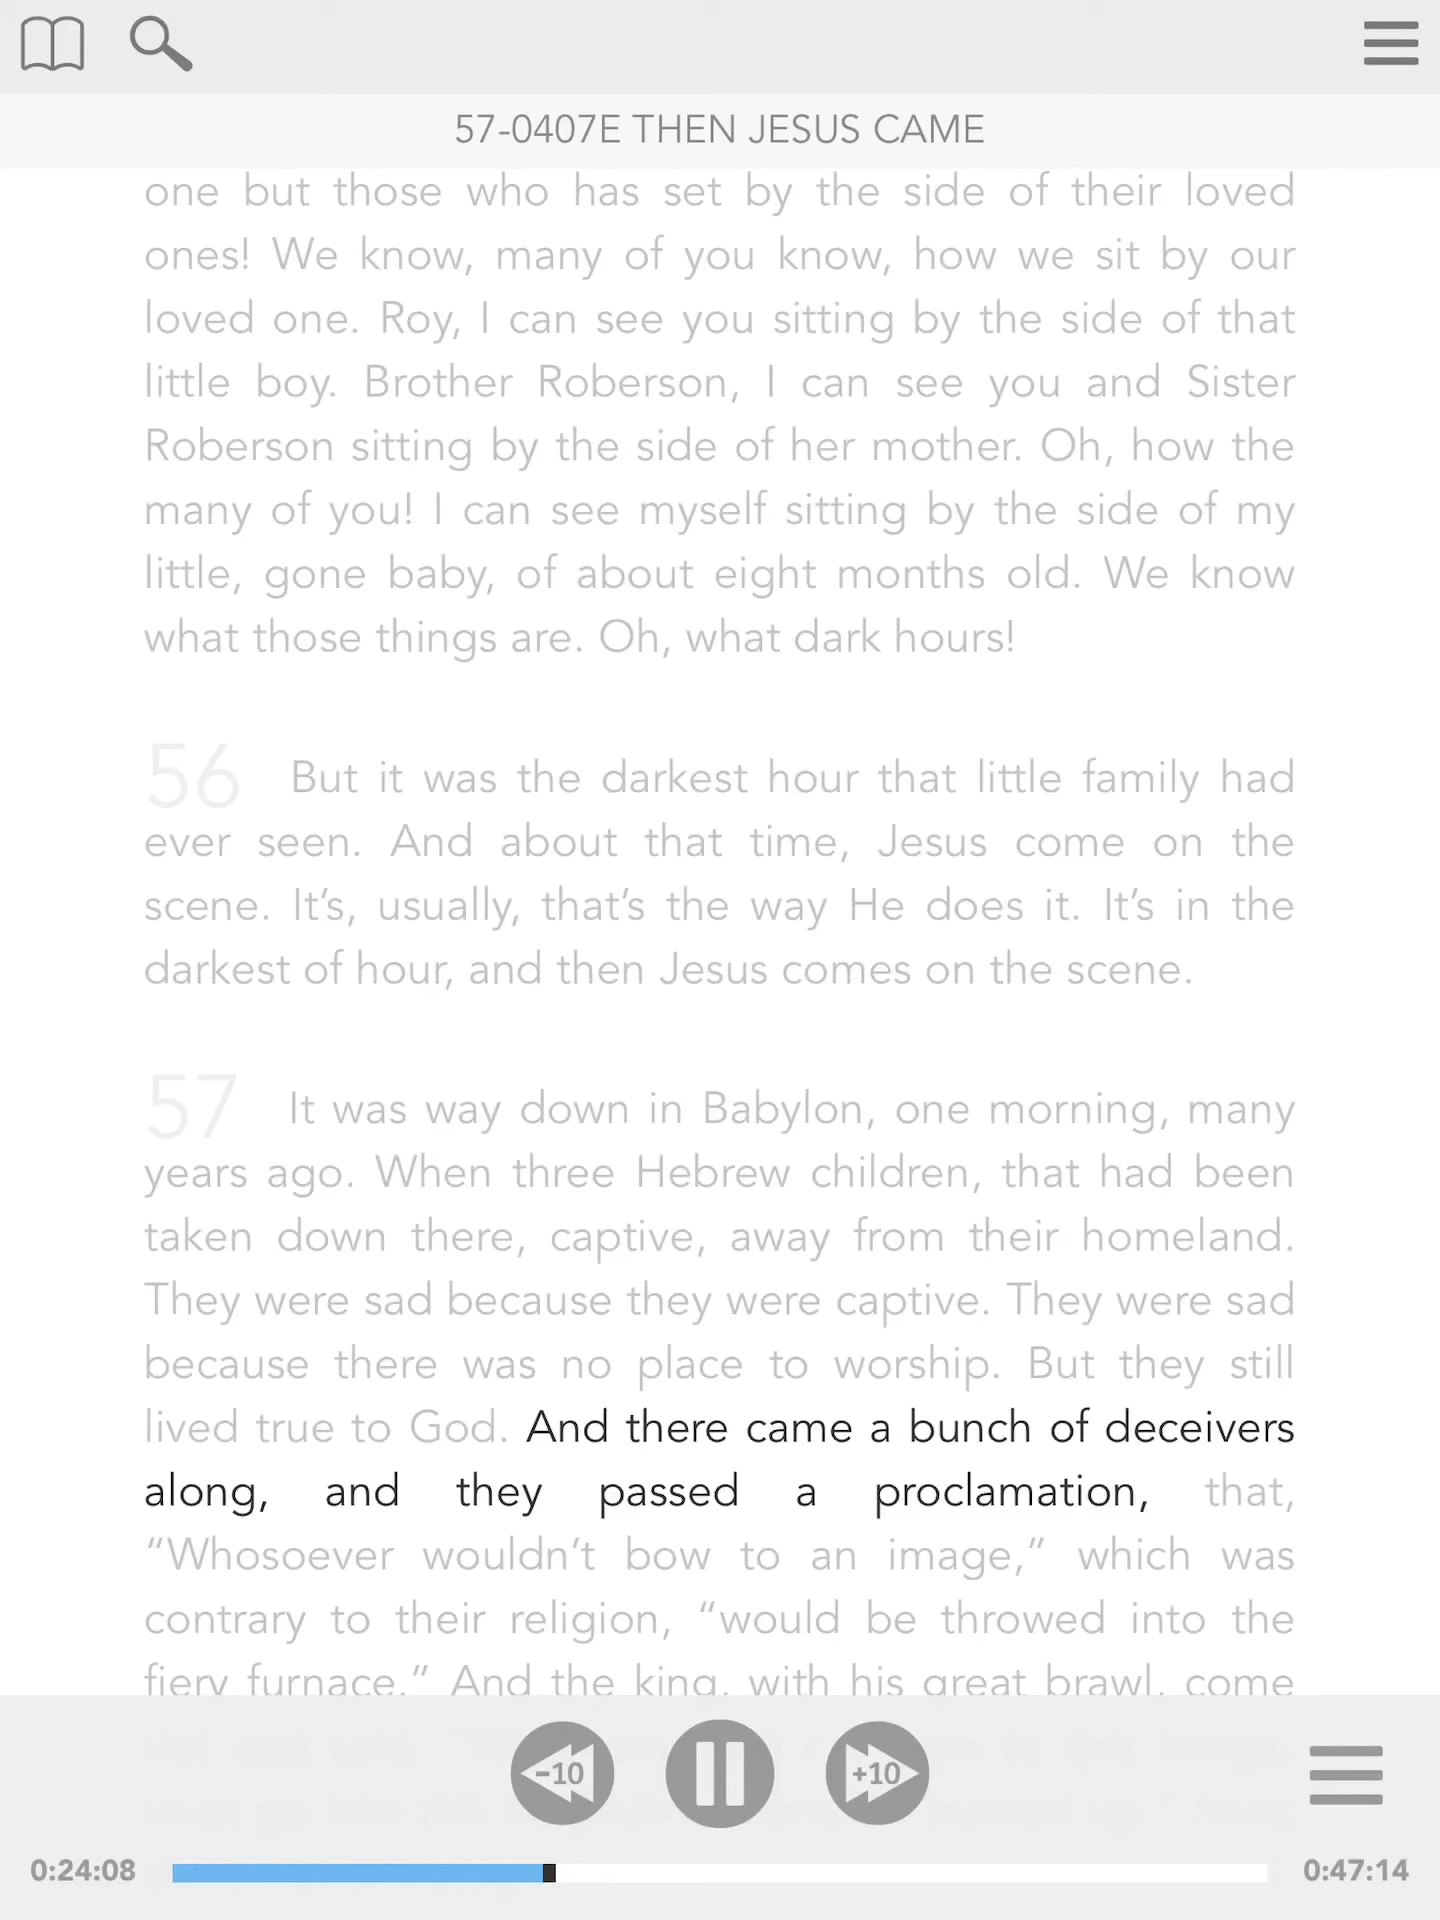 57-0407E THEN JESUS CAME
one but those who has set by the side of their loved
ones! We know, many of you know, how we sit by our
loved one. Roy, I can see you sitting by the side of that
little boy. Brother Roberson, I can see you and Sister
Roberson sitting by the side of her mother. Oh, how the
many of you! I can see myself sitting by the side of my
little, gone baby, of about eight months old. We know
what those things are. Oh, what dark hours!
56 But it was the darkest hour that little family had
ever seen. And about that time, Jesus come on the
scene. It’s, usually, that’s the way He does it. It’s in the
darkest of hour, and then Jesus comes on the scene.
57 It was way down in Babylon, one morning, many
years ago. When three Hebrew children, that had been
taken down there, captive, away from their homeland.
They were sad because they were captive. They were sad
because there was no place to worship. But they still
lived true to God. And there came a bunch of deceivers
along, and they passed a proclamation, that,
“Whosoever wouldn’t bow to an image,” which was
contrary to their religion, “would be throwed into the
fiery furnace.” And the king, with his great brawl, come
-10 +10
0:24:08 0:47:14